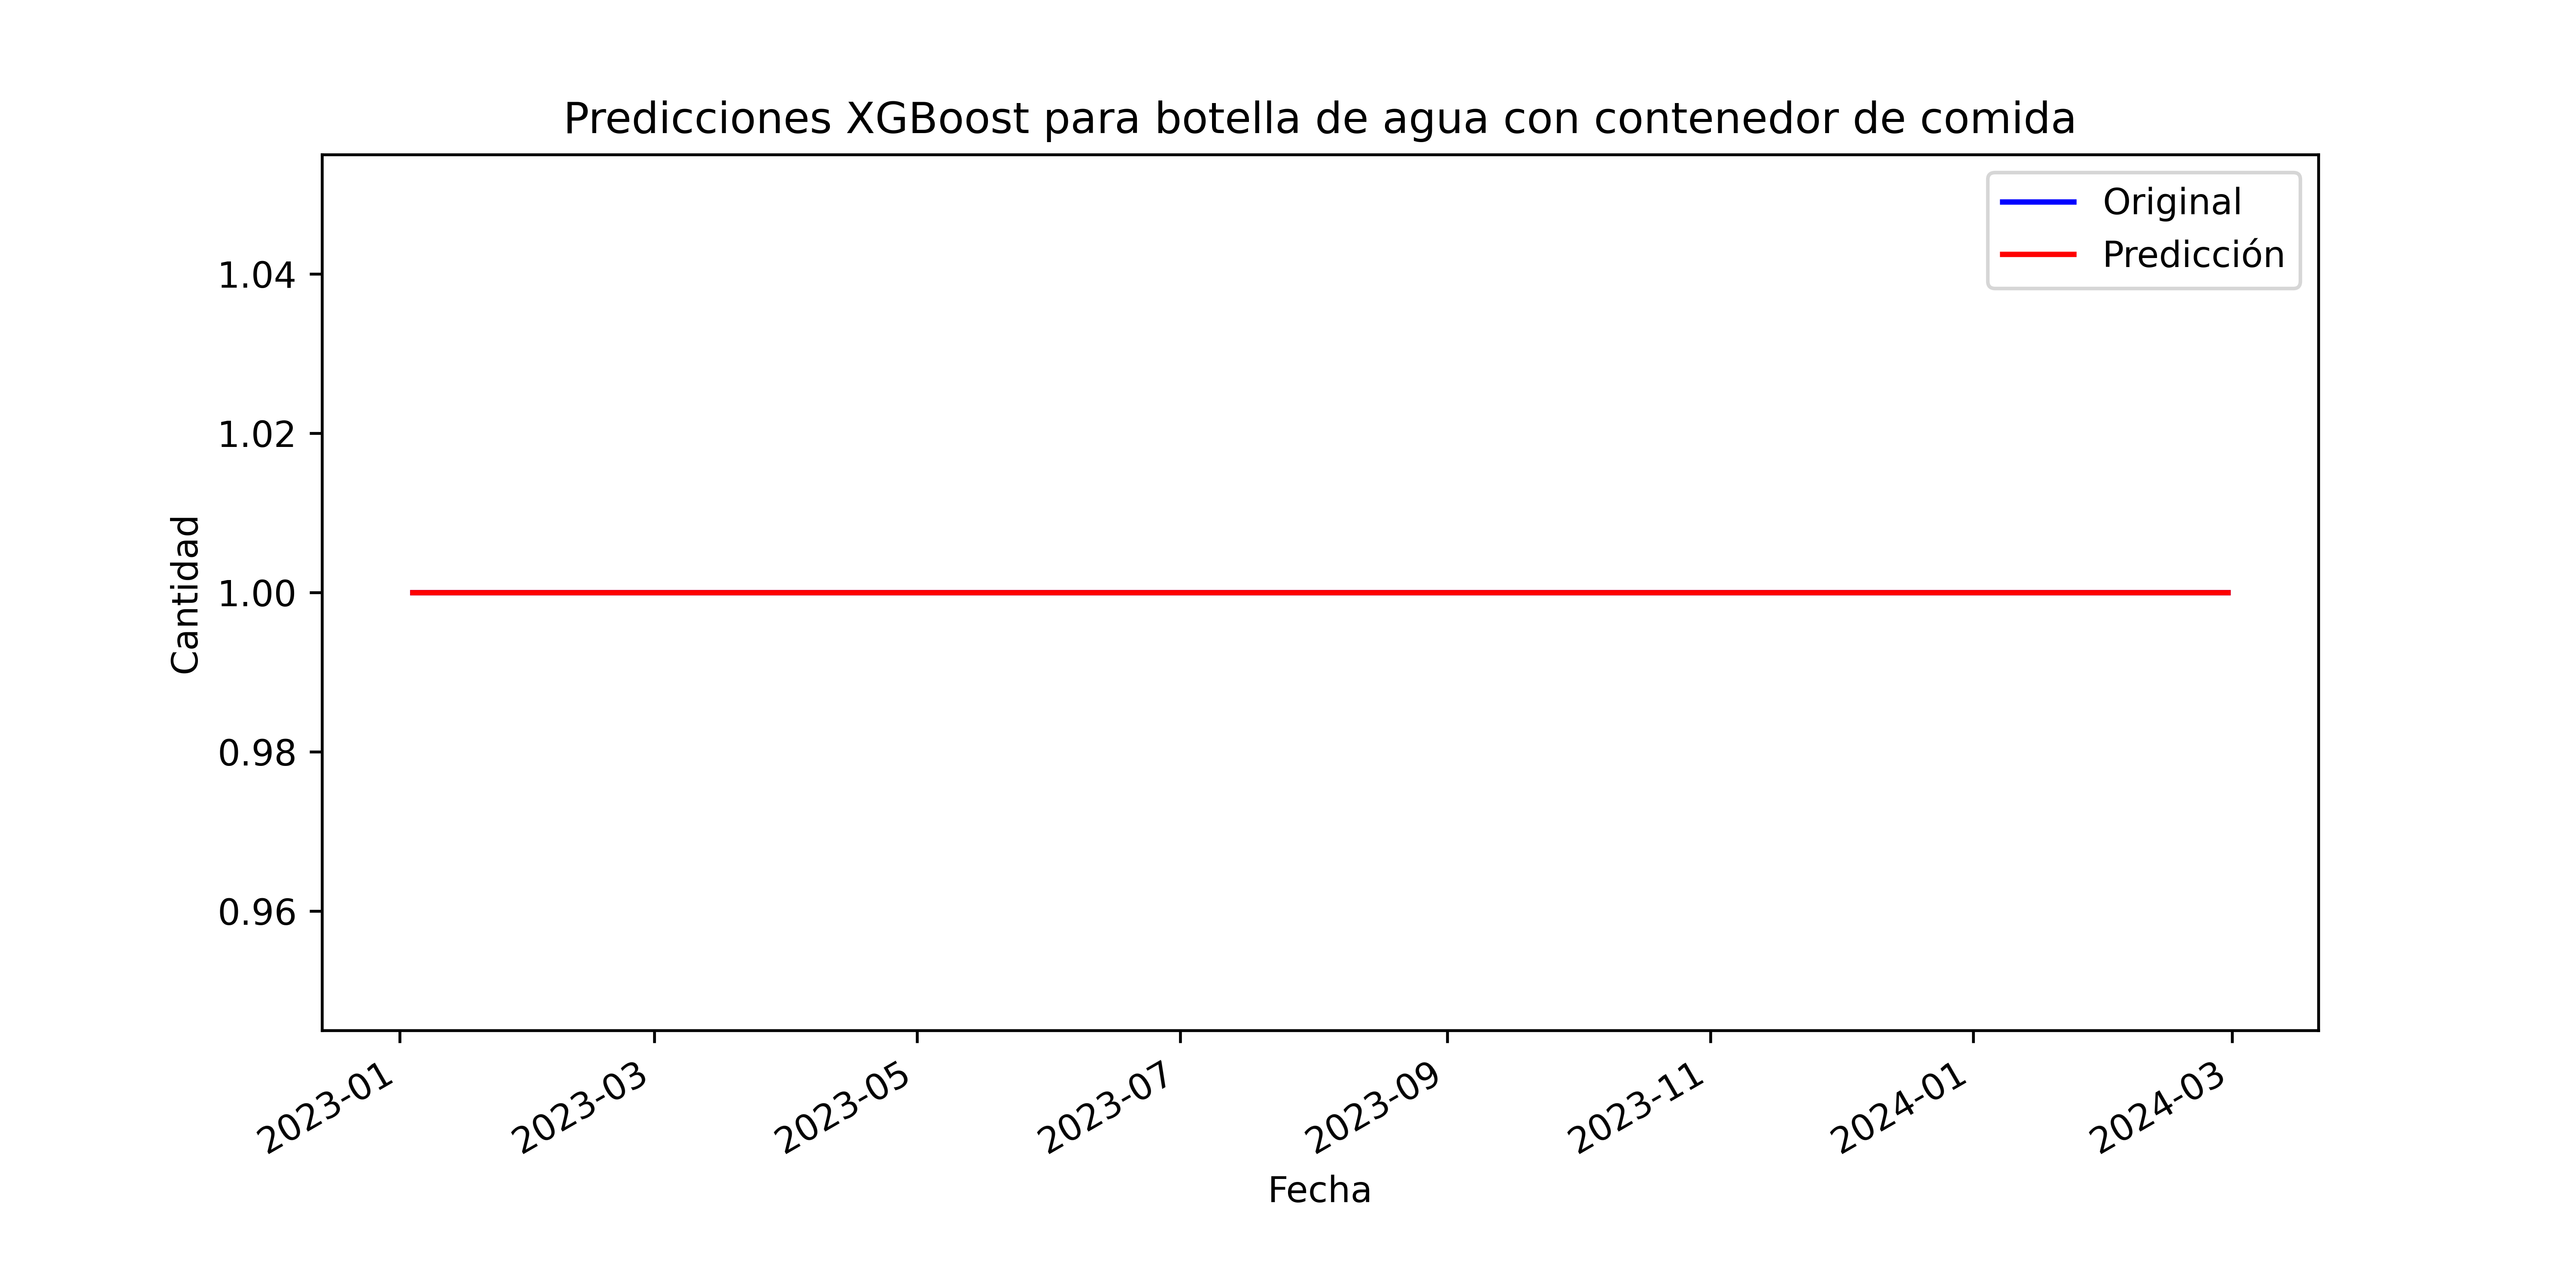 Predicciones XGBoost para botella de agua con contenedor de comida
Original
Predicción
1.04
1.02
1.00
0.98
0.96
Cantidad
2023-01
2023-03
2023-05
2023-07
2023-09
2023-11
2024-01
2024-03
Fecha